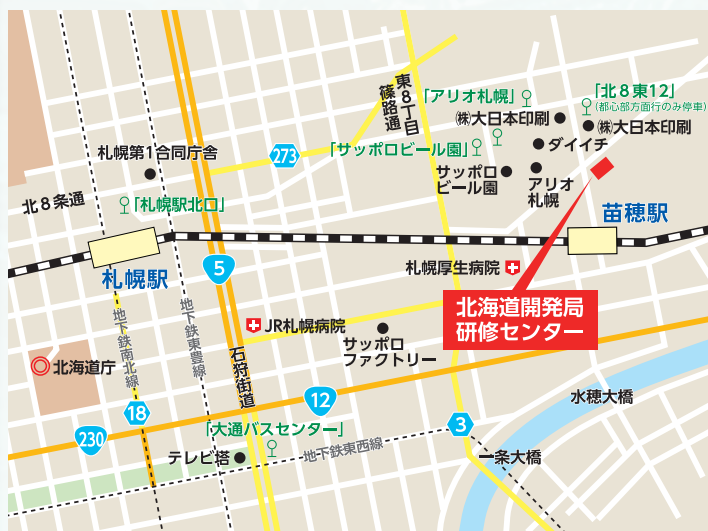 東8丁目
篠路通
「アリオ札幌」
「北8東12」
(都心部方面行のみ停車)
㈱大日本印刷
㈱大日本印刷
273
「サッポロビール園」
ダイイチ
札幌第1合同庁舎
サッポロ
ビール園
アリオ
札幌
北8条通
「札幌駅北口」
苗穂駅
札幌駅
5
札幌厚生病院
北海道開発局
研修センター
地下鉄南北線
地下鉄東豊線
JR札幌病院
石狩街道
サッポロ
ファクトリー
北海道庁
12
水穂大橋
18
230
「大通バスセンター」
3
テレビ塔
地下鉄東西線
一条大橋